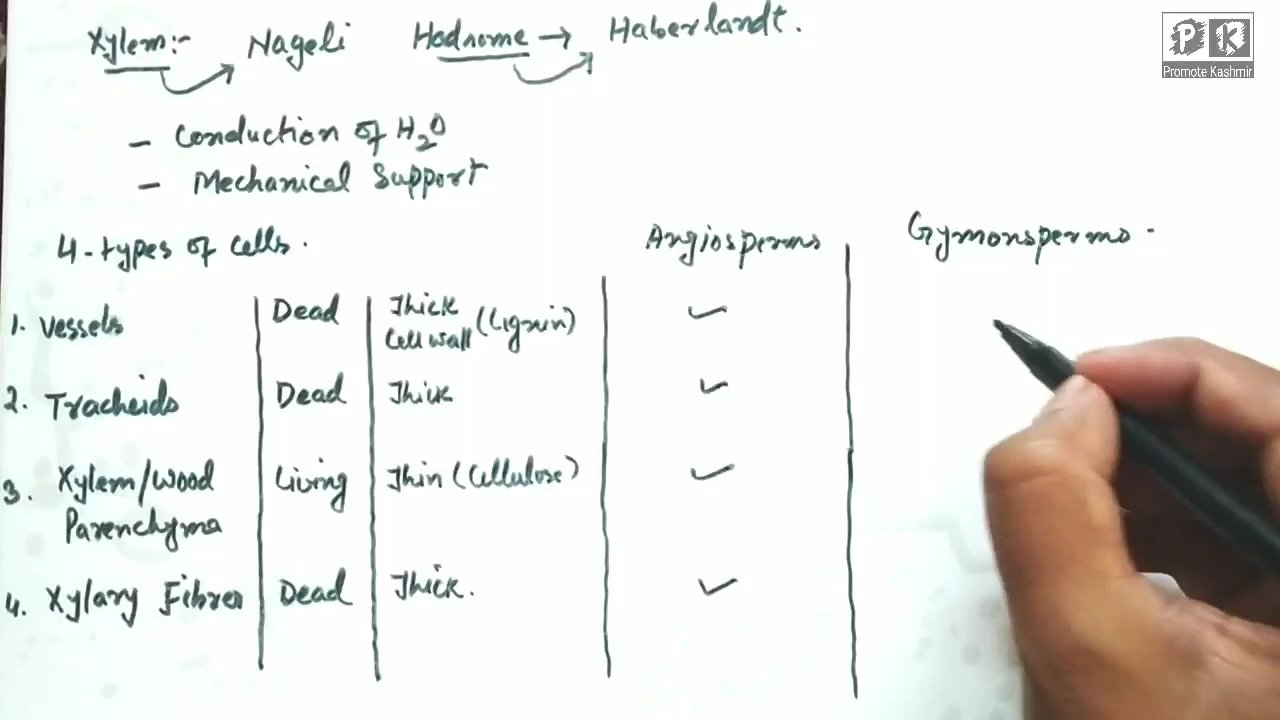 Xylem:- Nageli Hadrome → Haberlandt.
PK
Promote Kashmir
- Conduction of H2O
- Mechanical Support
4-types of cells.
Angiosperms
Gymonsperms.
1. Vessels Dead Thick Cell wall (Lignin) ✓
2. Tracheids Dead Thick ✓
3. Xylem/Wood Parenchyma Living Thin (Cellulose) ✓
4. Xylary Fibres Dead Thick. ✓